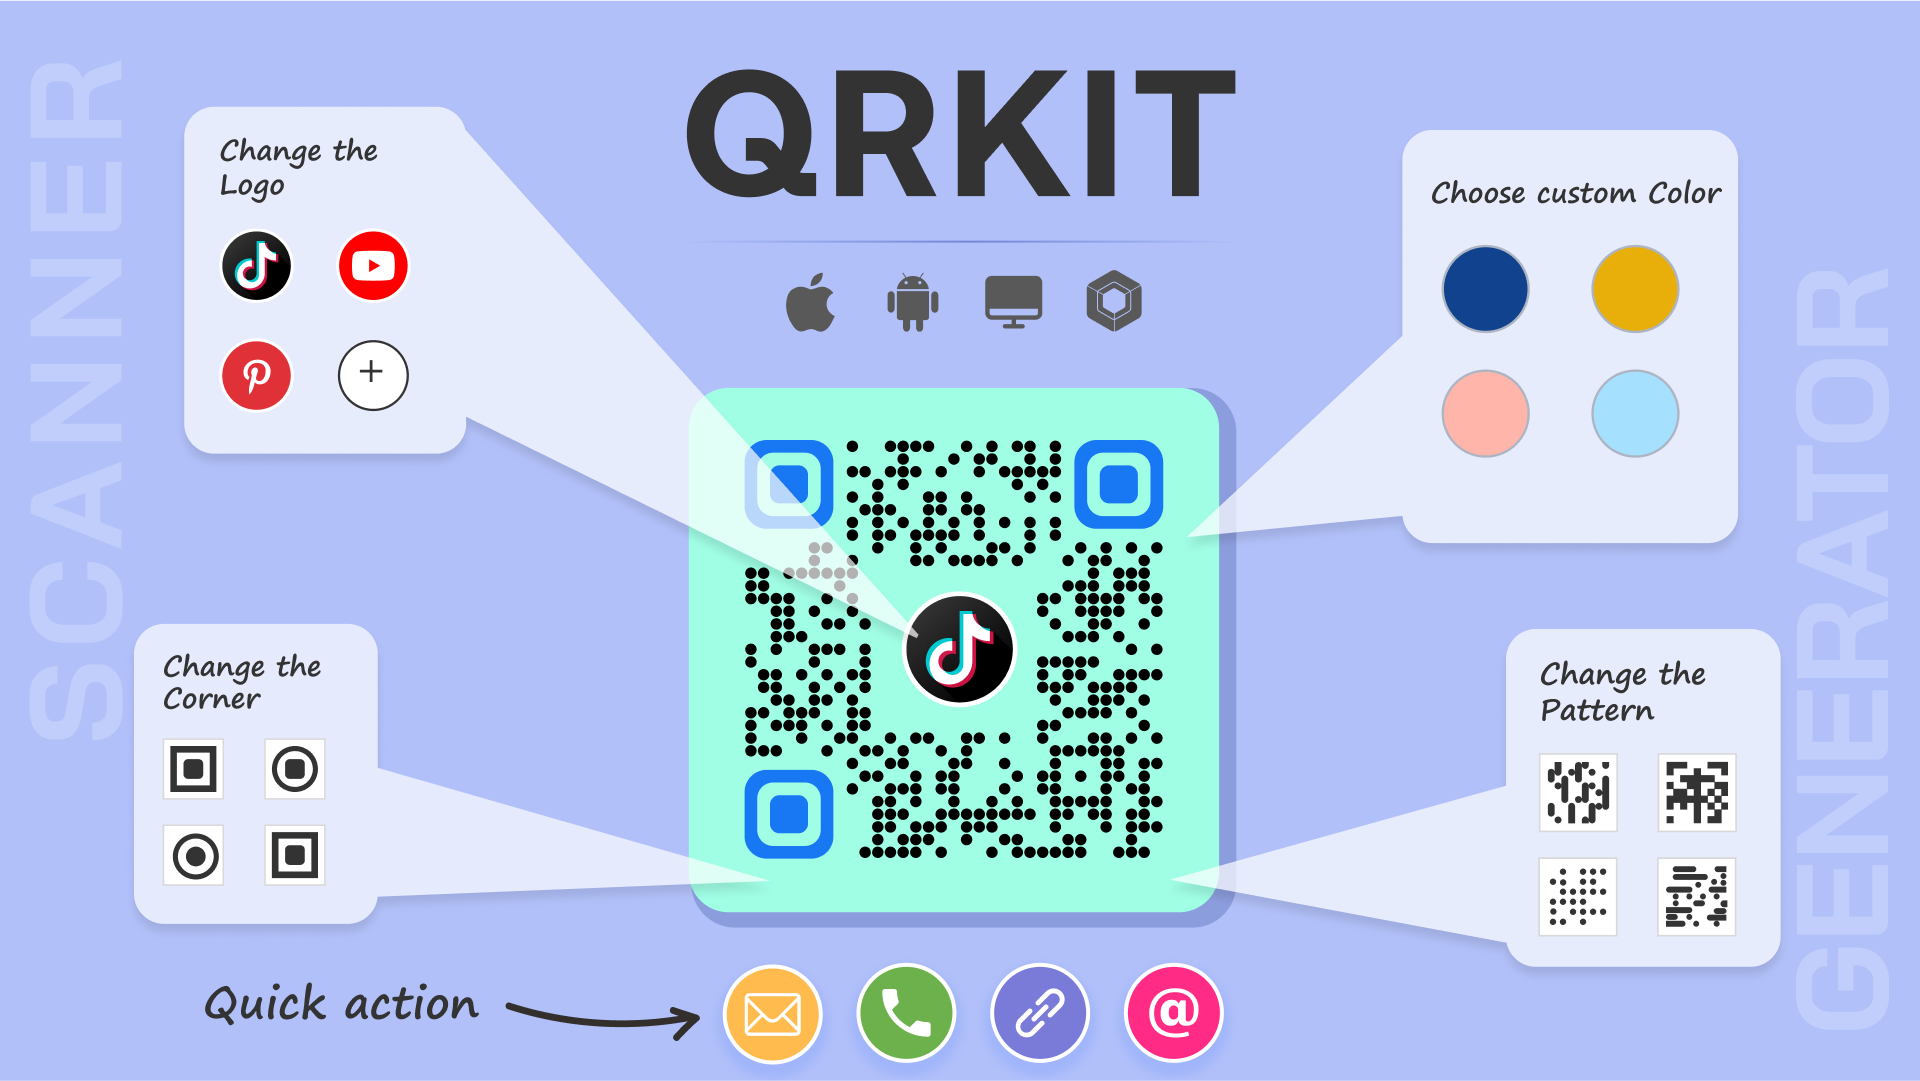 QRKIT
SCANNER
GENERATOR
Change the
Logo
Choose custom Color
Change the
Corner
Change the
Pattern
Quick action
@